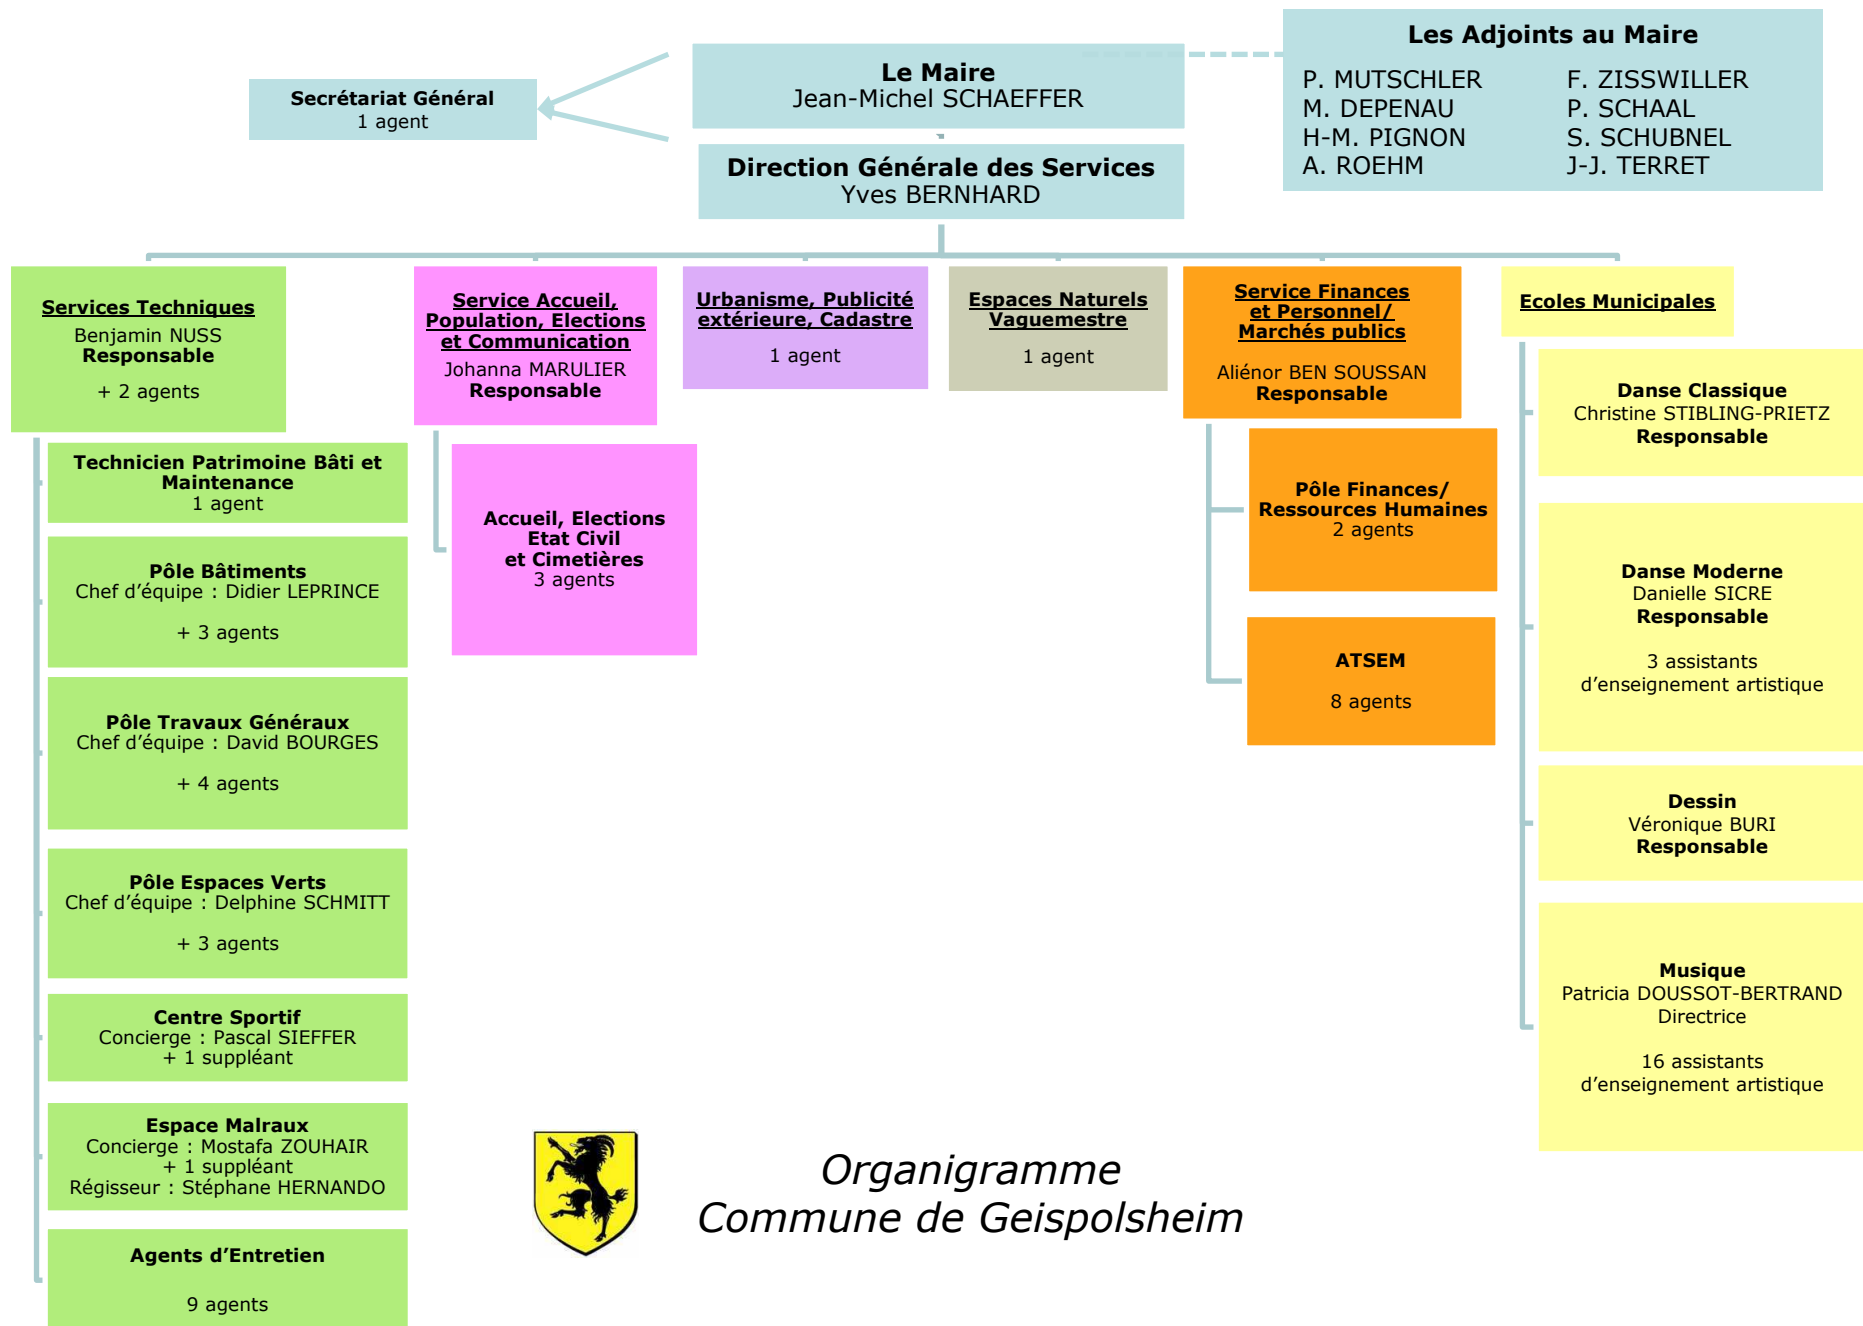 Le Maire
Jean-Michel SCHAEFFER
Les Adjoints au Maire
P. MUTSCHLER
M. DEPENAU
H-M. PIGNON
A. ROEHM
F. ZISSWILLER
P. SCHAAL
S. SCHUBNEL
J-J. TERRET
Secrétariat Général
1 agent
Direction Générale des Services
Yves BERNHARD
Services Techniques
Benjamin NUSS
Responsable
+ 2 agents
Technicien Patrimoine Bâti et
Maintenance
1 agent
Pôle Bâtiments
Chef d’équipe : Didier LEPRINCE
+ 3 agents
Pôle Travaux Généraux
Chef d’équipe : David BOURGES
+ 4 agents
Pôle Espaces Verts
Chef d’équipe : Delphine SCHMITT
+ 3 agents
Centre Sportif
Concierge : Pascal SIEFFER
+ 1 suppléant
Espace Malraux
Concierge : Mostafa ZOUHAIR
+ 1 suppléant
Régisseur : Stéphane HERNANDO
Agents d’Entretien
9 agents
Service Accueil,
Population, Elections
et Communication
Johanna MARULIER
Responsable
Accueil, Elections
Etat Civil
et Cimetières
3 agents
Urbanisme, Publicité
extérieure, Cadastre
1 agent
Espaces Naturels
Vaguemestre
1 agent
Service Finances
et Personnel/
Marchés publics
Aliénor BEN SOUSSAN
Responsable
Pôle Finances/
Ressources Humaines
2 agents
ATSEM
8 agents
Ecoles Municipales
Danse Classique
Christine STIBLING-PRIETZ
Responsable
Danse Moderne
Danielle SICRE
Responsable
3 assistants
d’enseignement artistique
Dessin
Véronique BURI
Responsable
Musique
Patricia DOUSSOT-BERTRAND
Directrice
16 assistants
d’enseignement artistique
Organigramme
Commune de Geispolsheim